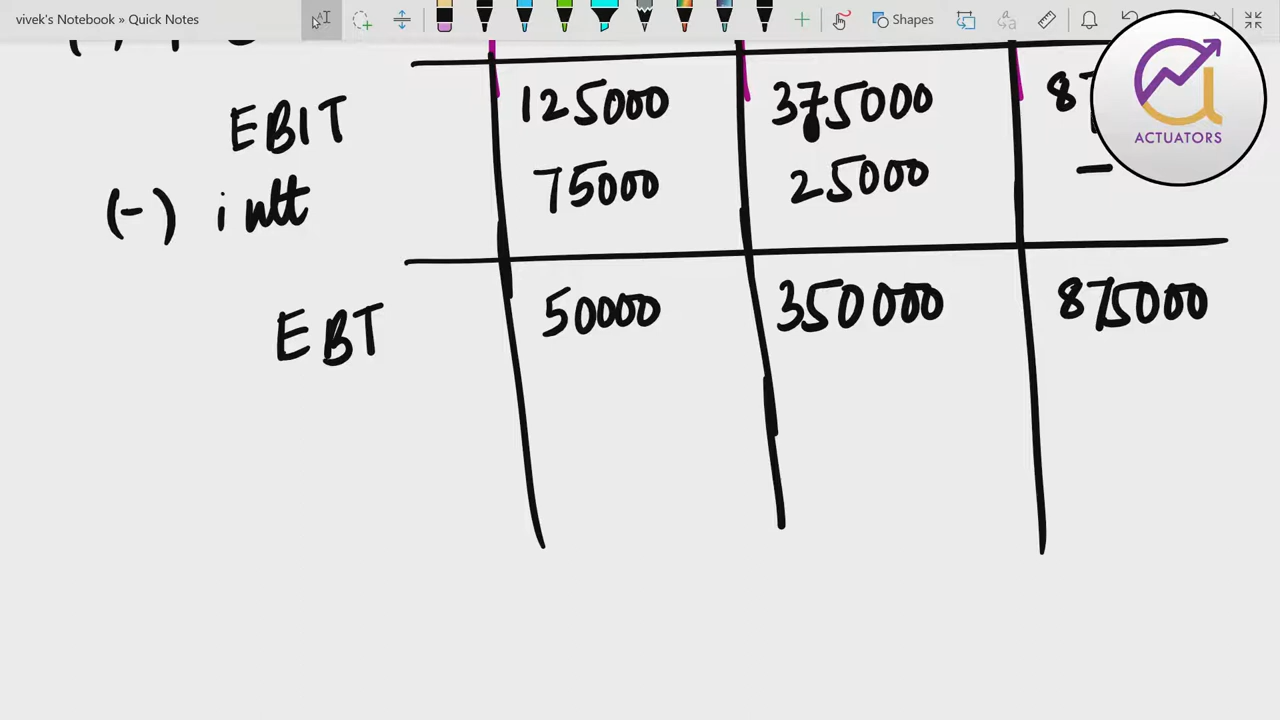 vivek's Notebook » Quick Notes
Shapes
EBIT 125000 375000
(-) intt 75000 25000 -
EBT 50000 350000 875000
ACTUATORS